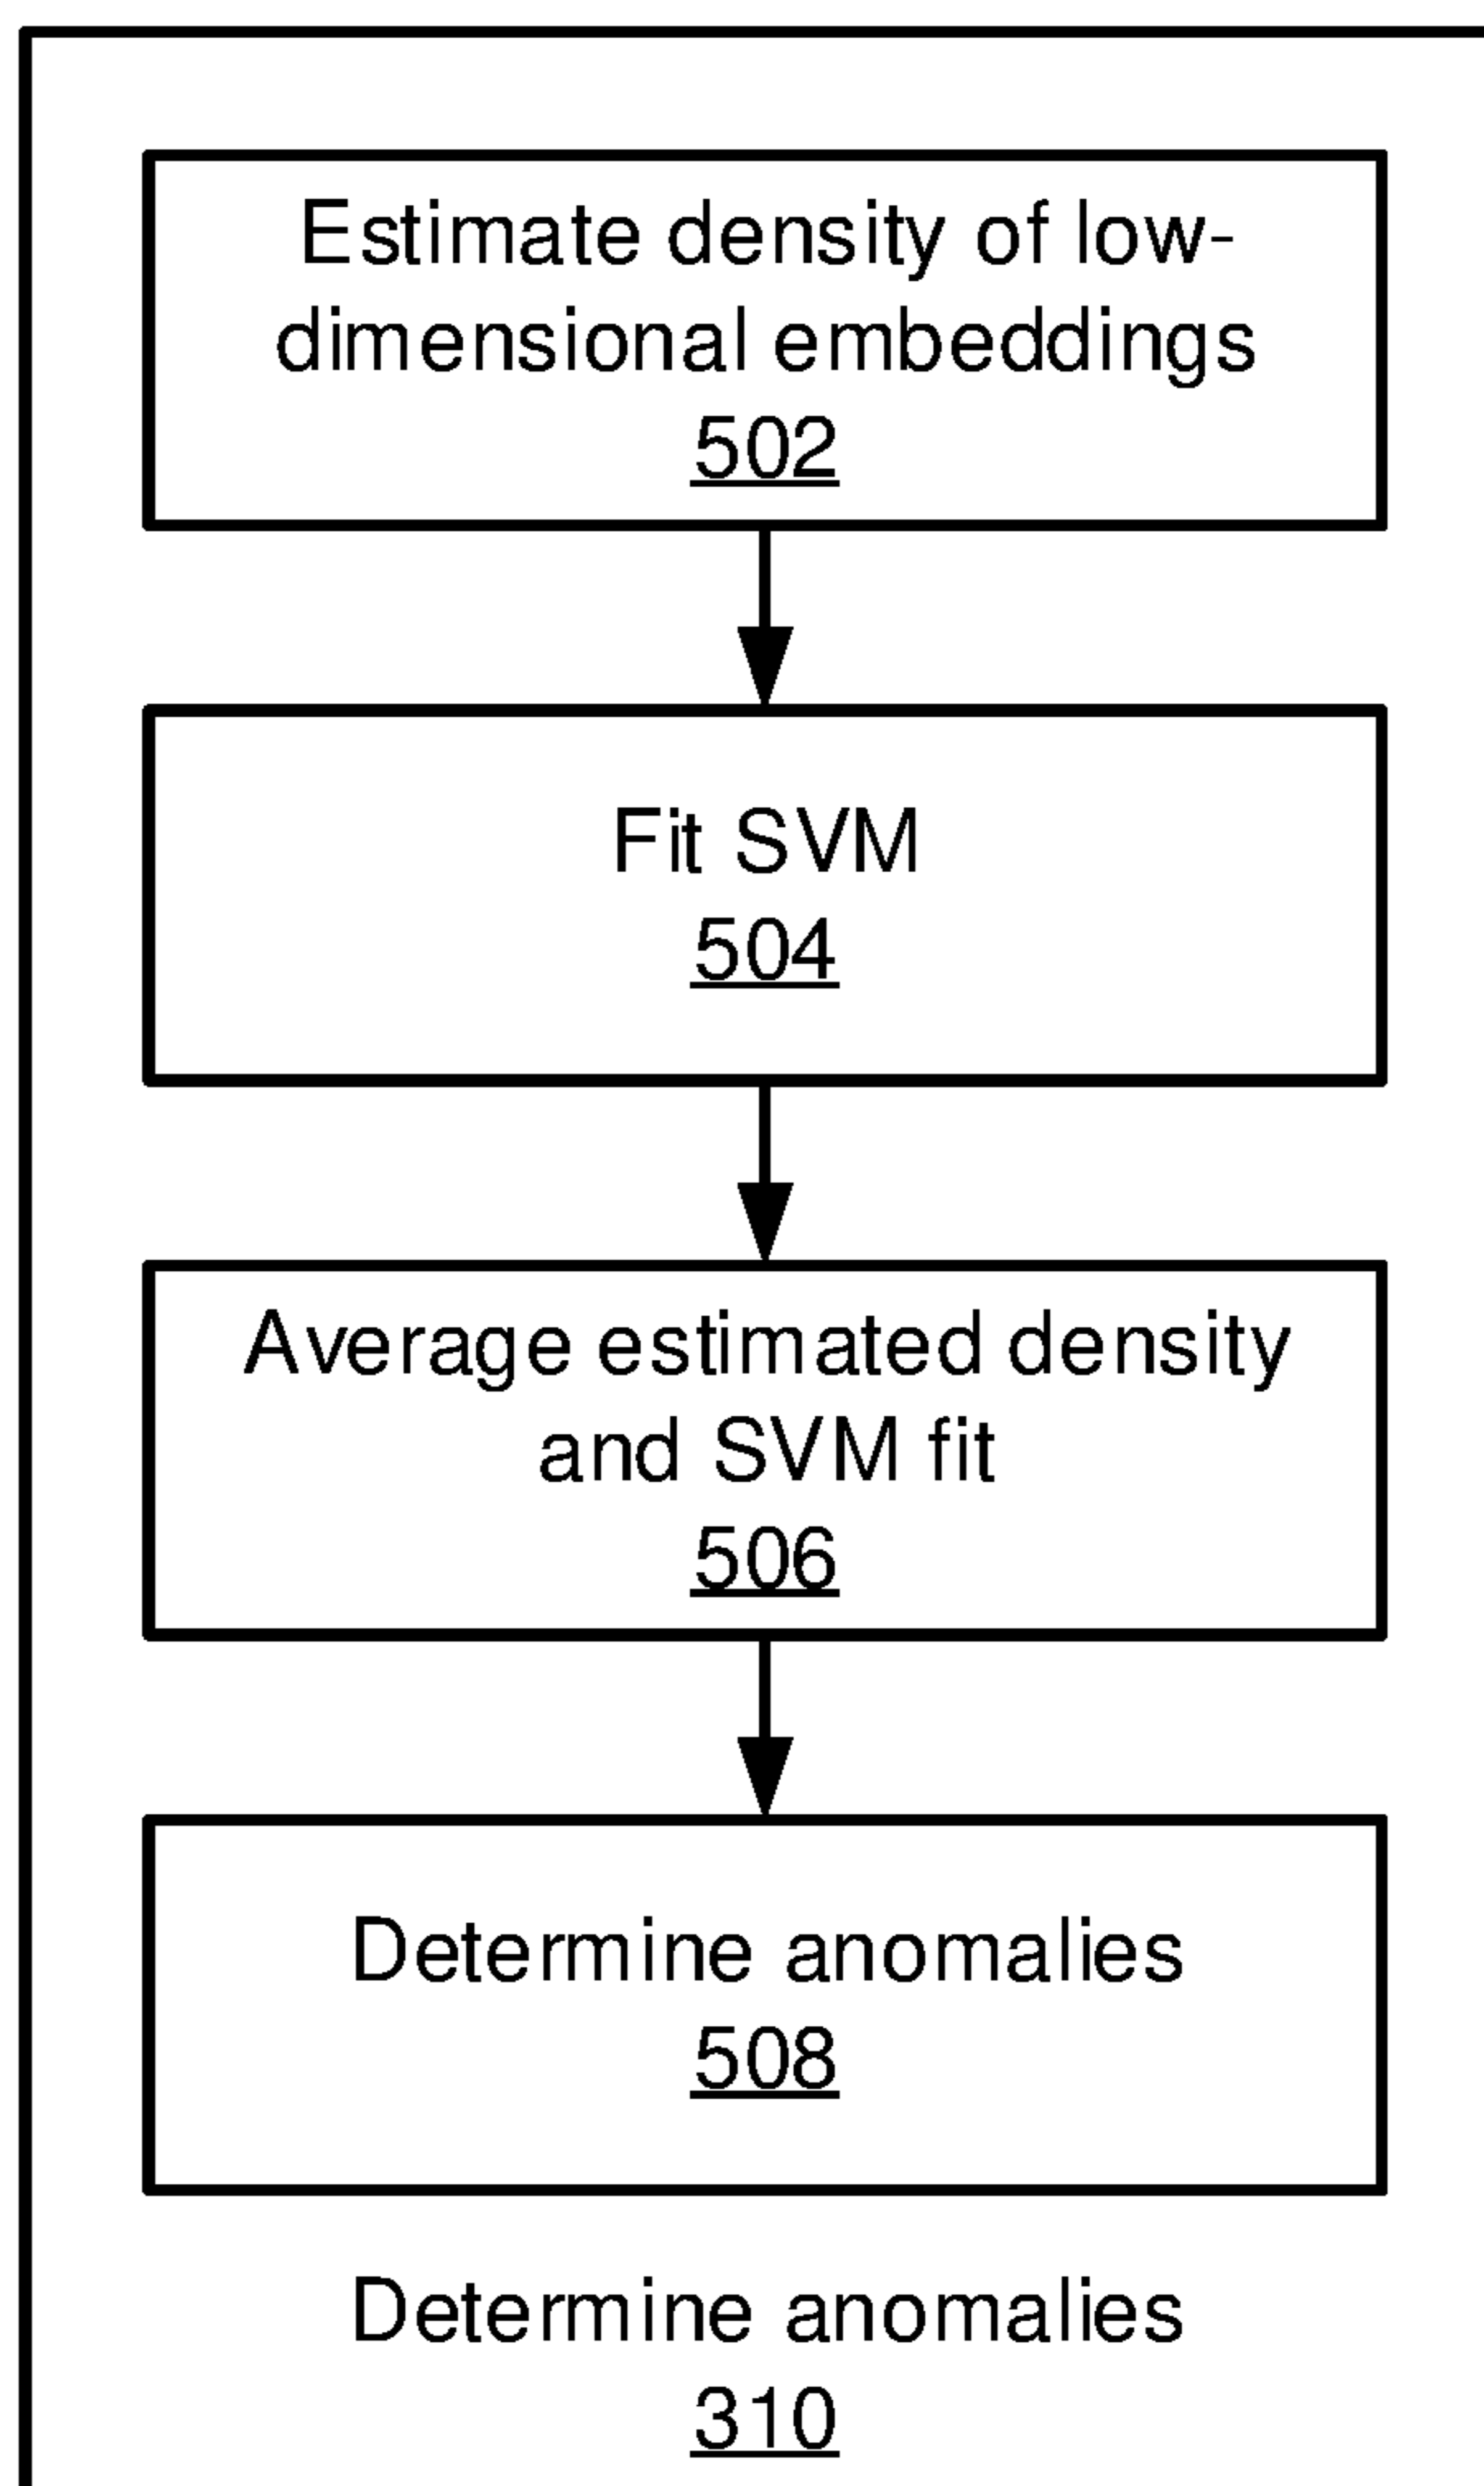 Estimate density of low-
dimensional embeddings
502
Fit SVM
504
Average estimated density
and SVM fit
506
Determine anomalies
508
Determine anomalies
310